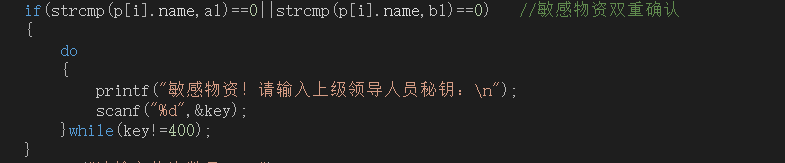 if(strcmp(p[i].name,a1)==0||strcmp(p[i].name,b1)==0) //敏感物资双重确认
{
do
{
printf("敏感物资！请输入上级领导人员秘钥：\n");
scanf("%d",&key);
}while(key!=400);
}